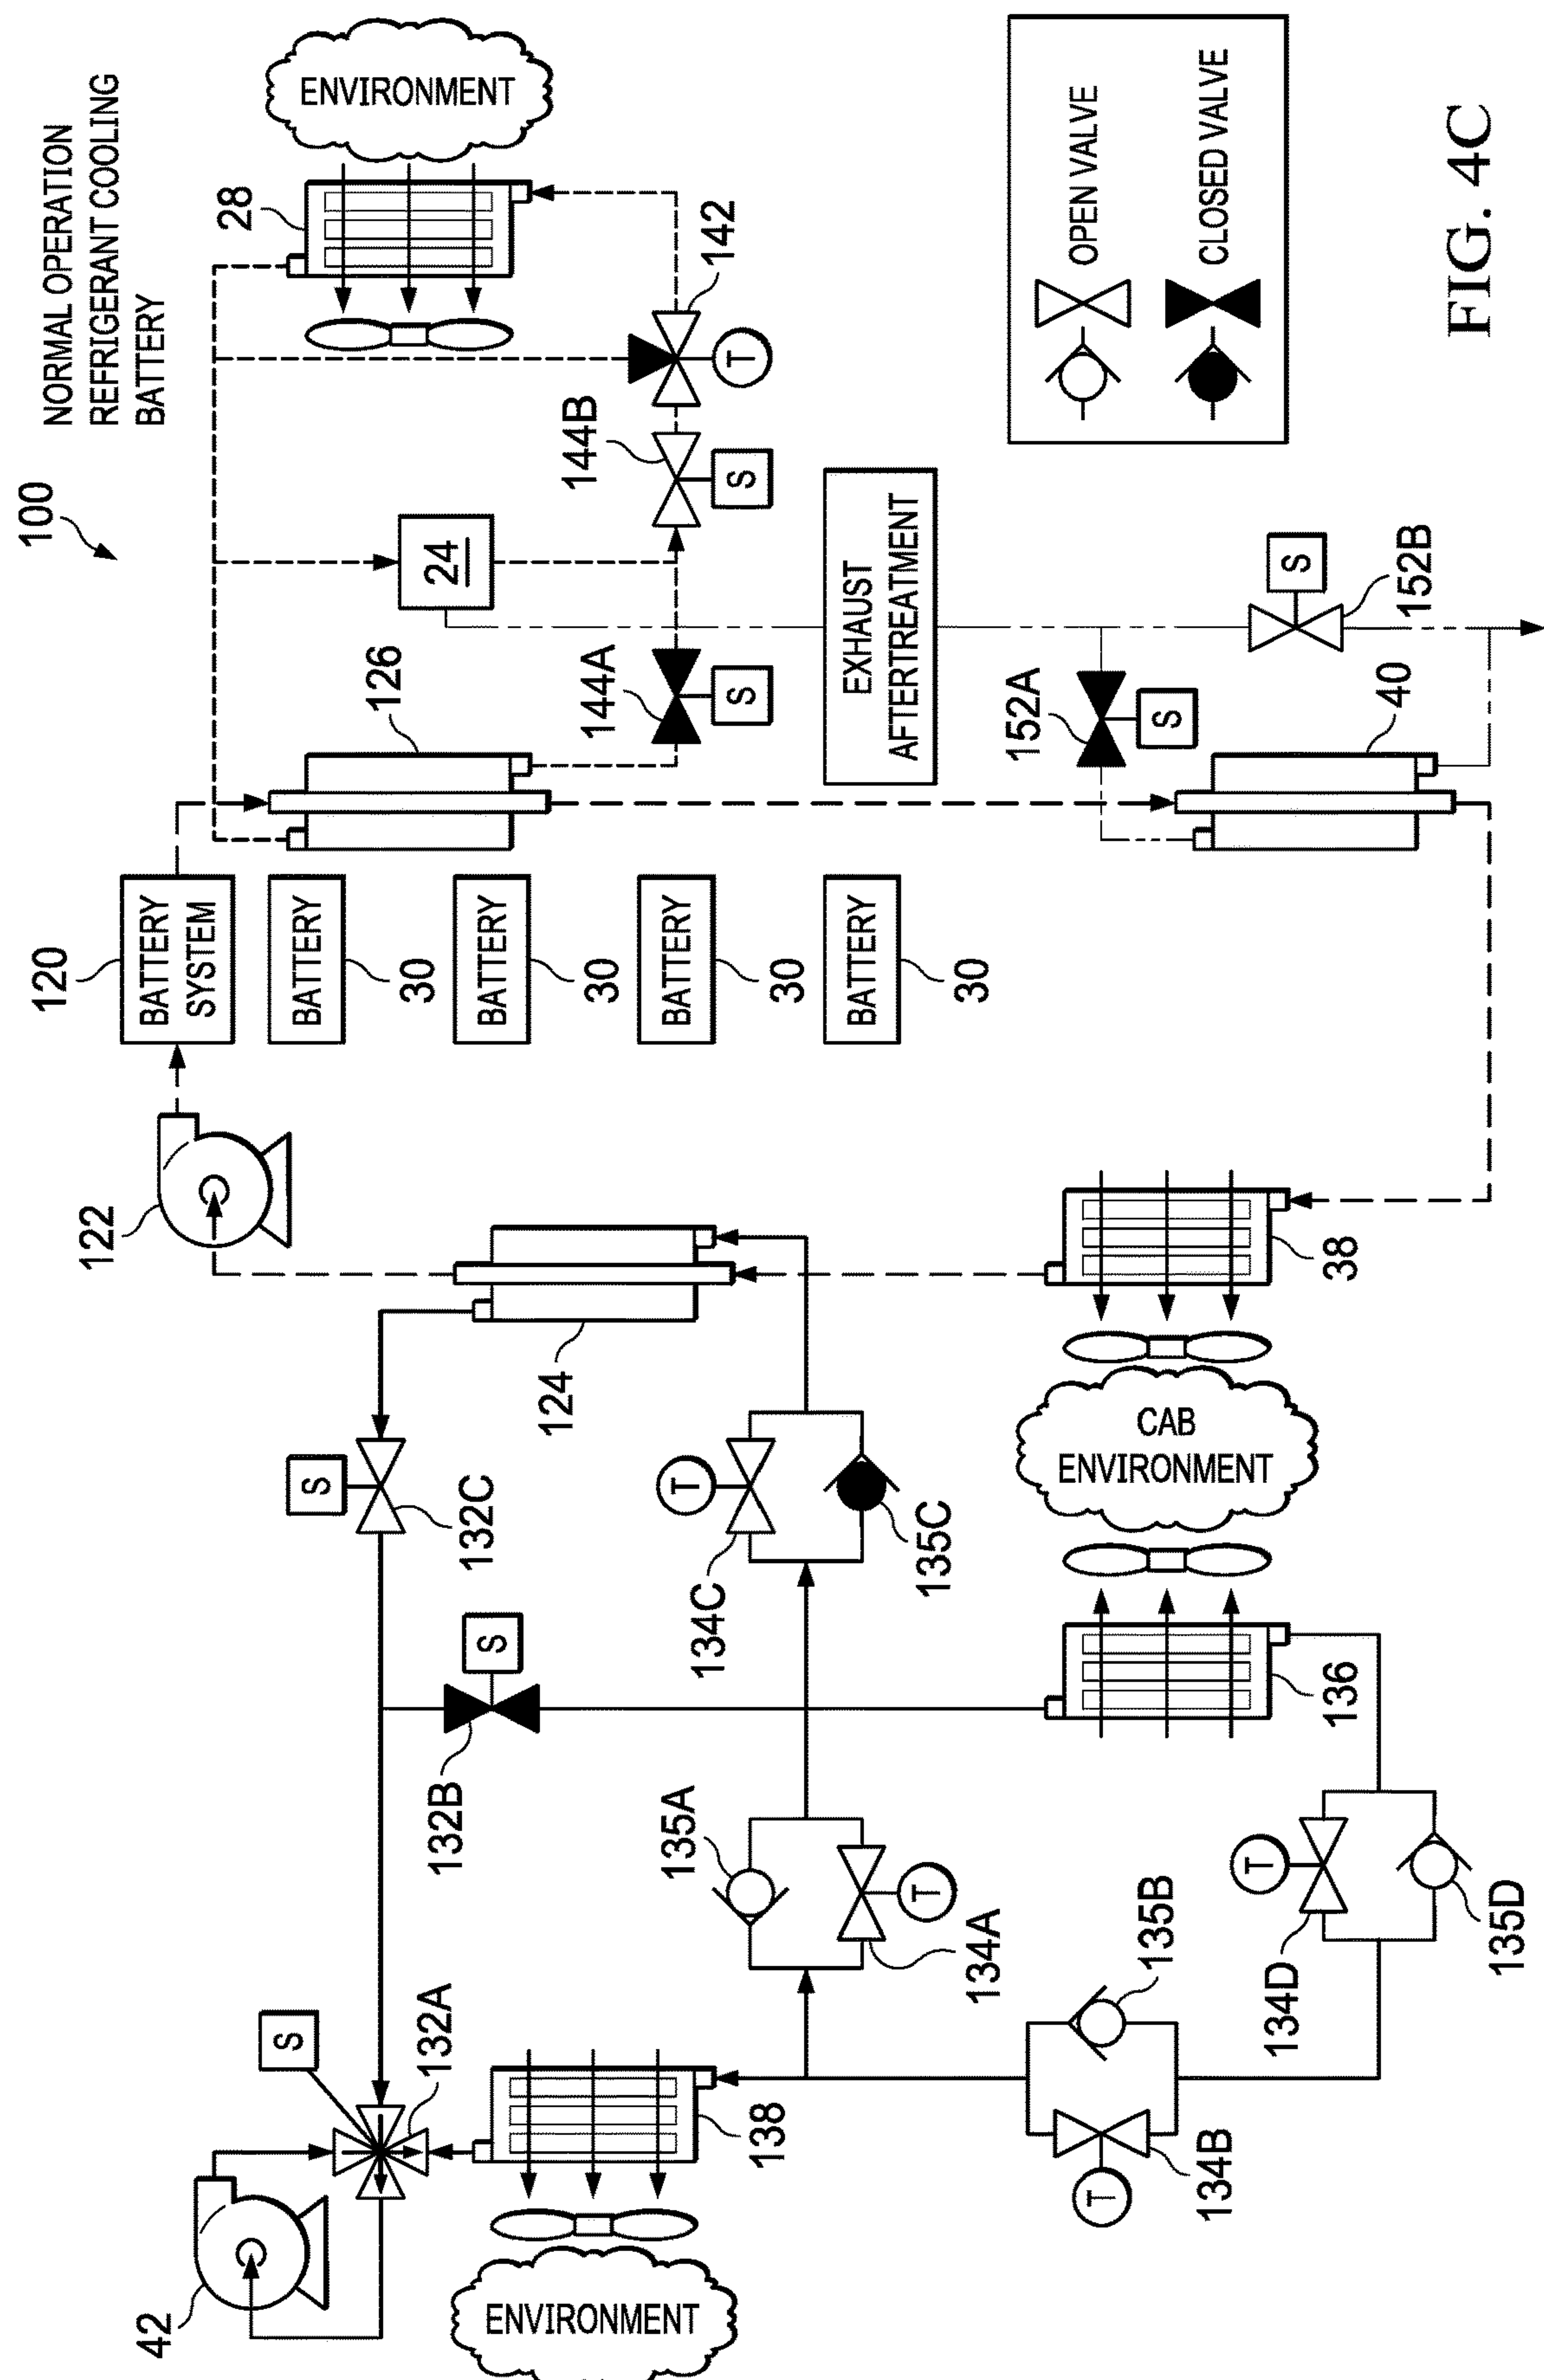 NORMAL OPERATION
REFRIGERANT COOLING
BATTERY
100
42
S
132A
ENVIRONMENT
138
132B
S
S
132C
122
120
BATTERY
SYSTEM
BATTERY
30
BATTERY
30
BATTERY
30
BATTERY
30
124
126
24
28
ENVIRONMENT
142
T
144B
S
144A
S
135A
134A
T
T
134C
135C
135B
134B
T
136
T
134D
135D
CAB
ENVIRONMENT
38
EXHAUST
AFTERTREATMENT
152A
S
40
S
152B
OPEN VALVE
CLOSED VALVE
FIG. 4C